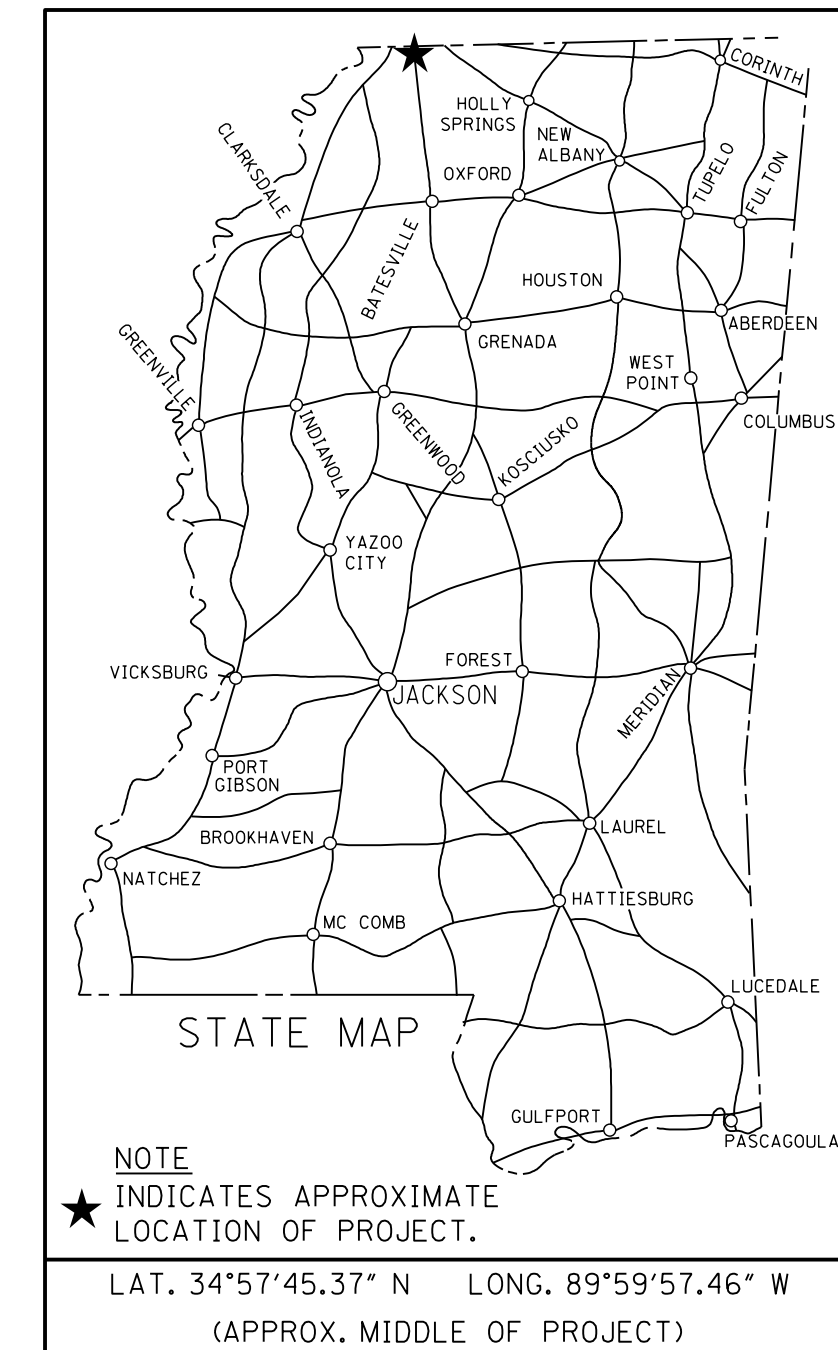 CORINTH
HOLLY
SPRINGS
NEW
ALBANY
CLARKSDALE
OXFORD
TUPELO
FULTON
BATESVILLE
HOUSTON
ABERDEEN
GREENVILLE
GRENADA
WEST
POINT
COLUMBUS
INDIANOLA
GREENWOOD
KOSCIUSKO
YAZOO
CITY
VICKSBURG
FOREST
JACKSON
MERIDIAN
PORT
GIBSON
BROOKHAVEN
LAUREL
NATCHEZ
HATTIESBURG
MC COMB
LUCEDALE
STATE MAP
GULFPORT
PASCAGOULA
NOTE
★ INDICATES APPROXIMATE
LOCATION OF PROJECT.
LAT. 34°57'45.37" N LONG. 89°59'57.46" W
(APPROX. MIDDLE OF PROJECT)